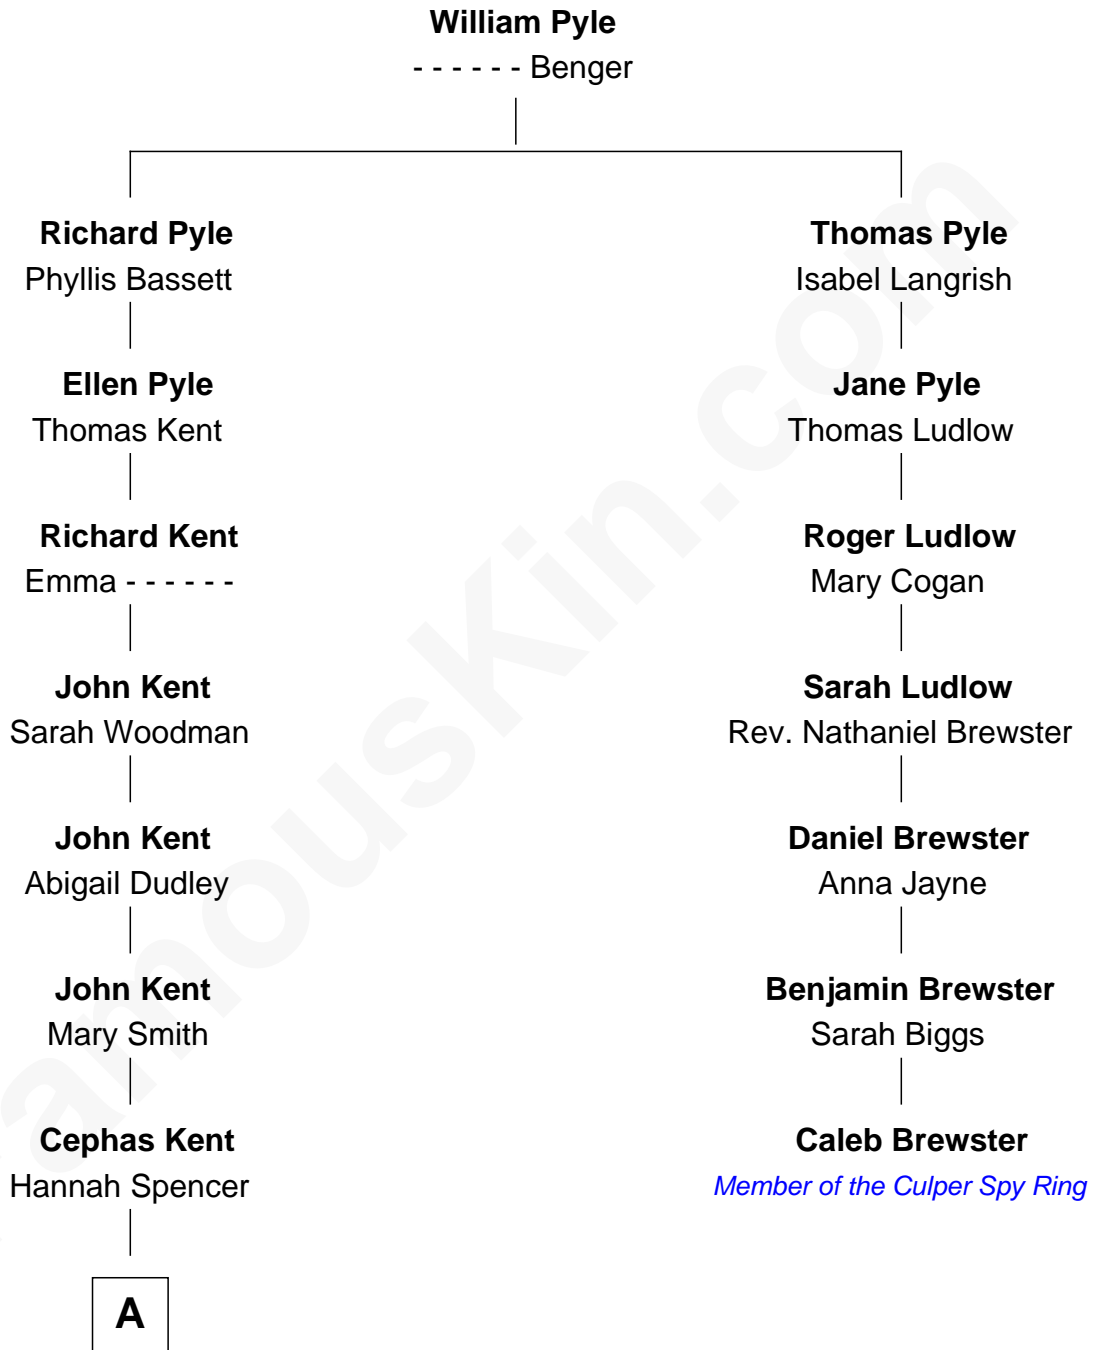 William Pyle
- - - - - - Benger
Richard Pyle
Phyllis Bassett
Thomas Pyle
Isabel Langrish
Ellen Pyle
Thomas Kent
Jane Pyle
Thomas Ludlow
Richard Kent
Emma - - - - - -
Roger Ludlow
Mary Cogan
John Kent
Sarah Woodman
Sarah Ludlow
Rev. Nathaniel Brewster
John Kent
Abigail Dudley
Daniel Brewster
Anna Jayne
John Kent
Mary Smith
Benjamin Brewster
Sarah Biggs
Cephas Kent
Hannah Spencer
Caleb Brewster
Member of the Culper Spy Ring
A
amouskin.com